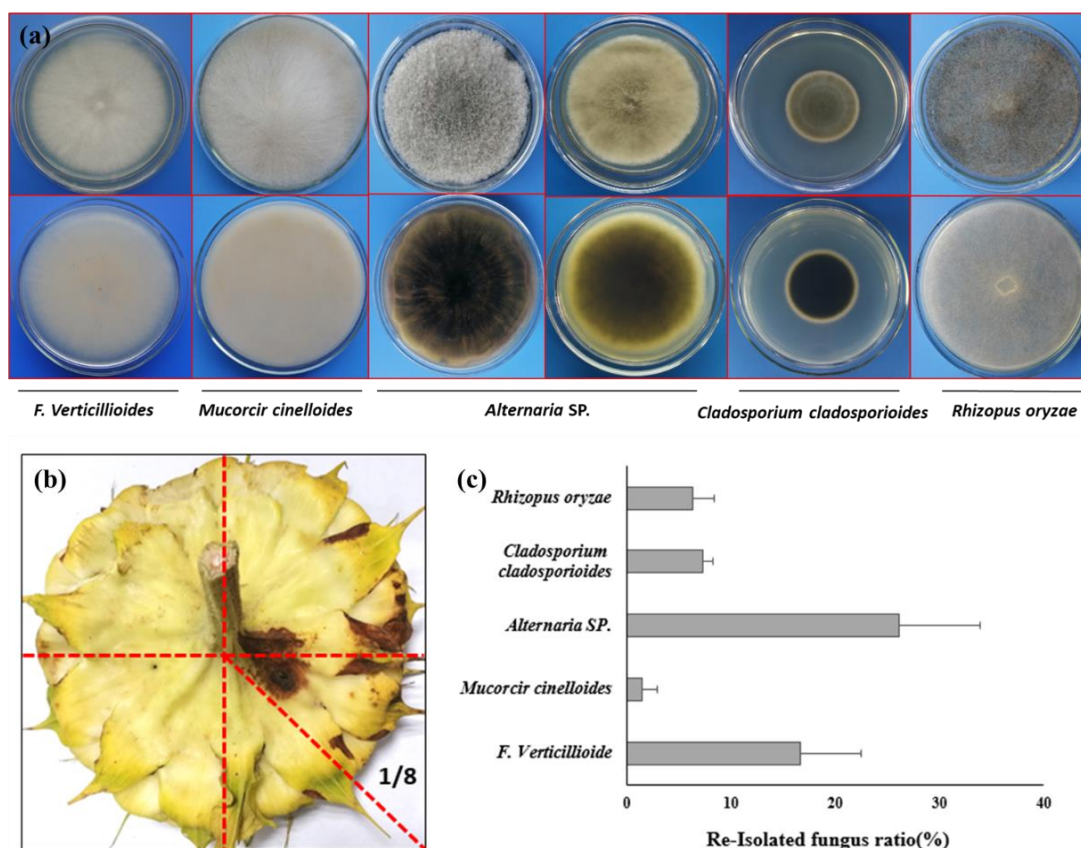 (a)
F. Verticillioides
Mucorcir cinelloides
Alternaria SP.
Cladosporium cladosporioides
Rhizopus oryzae
(b)
1/8
(c)
Rhizopus oryzae
Cladosporium
cladosporioides
Alternaria SP.
Mucorcir cinelloides
F. Verticillioide
0
10
20
30
40
Re-Isolated fungus ratio(%)